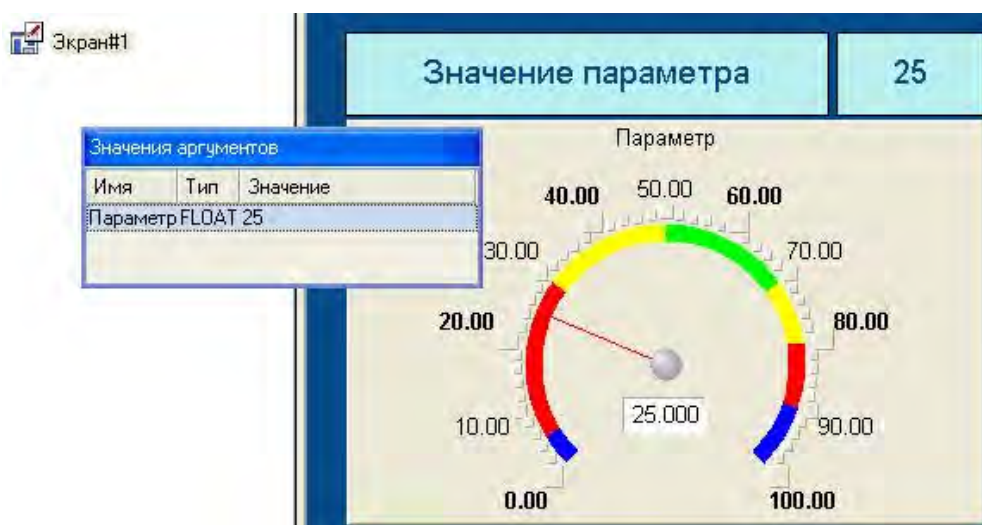 Экран#1
Значение параметра 25
Значения аргументов
Имя Тип Значение
Параметр FLOAT 25
Параметр
40.00 50.00 60.00
30.00 70.00
20.00 80.00
25.000
10.00 90.00
0.00 100.00